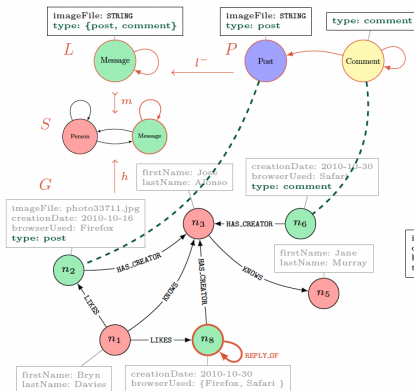 imageFile: STRING
type: {post, comment}
imageFile: STRING
type: post
type: comment
L
Message
l⁻
P
Post
Comment
m
S
Person
Message
h
G
firstName: José
lastName: Alonso
creationDate: 2010-10-30
browserUsed: Safari
type: comment
imageFile: photo33711.jpg
creationDate: 2010-10-16
browserUsed: Firefox
type: post
n₃
HAS_CREATOR
n₆
firstName: Jane
lastName: Murray
n₂
HAS_CREATOR
KNOWS
HAS_CREATOR
KNOWS
n₅
LIKES
n₁
LIKES
n₈
REPLY_OF
firstName: Bryn
lastName: Davies
creationDate: 2010-10-30
browserUsed: {Firefox, Safari }